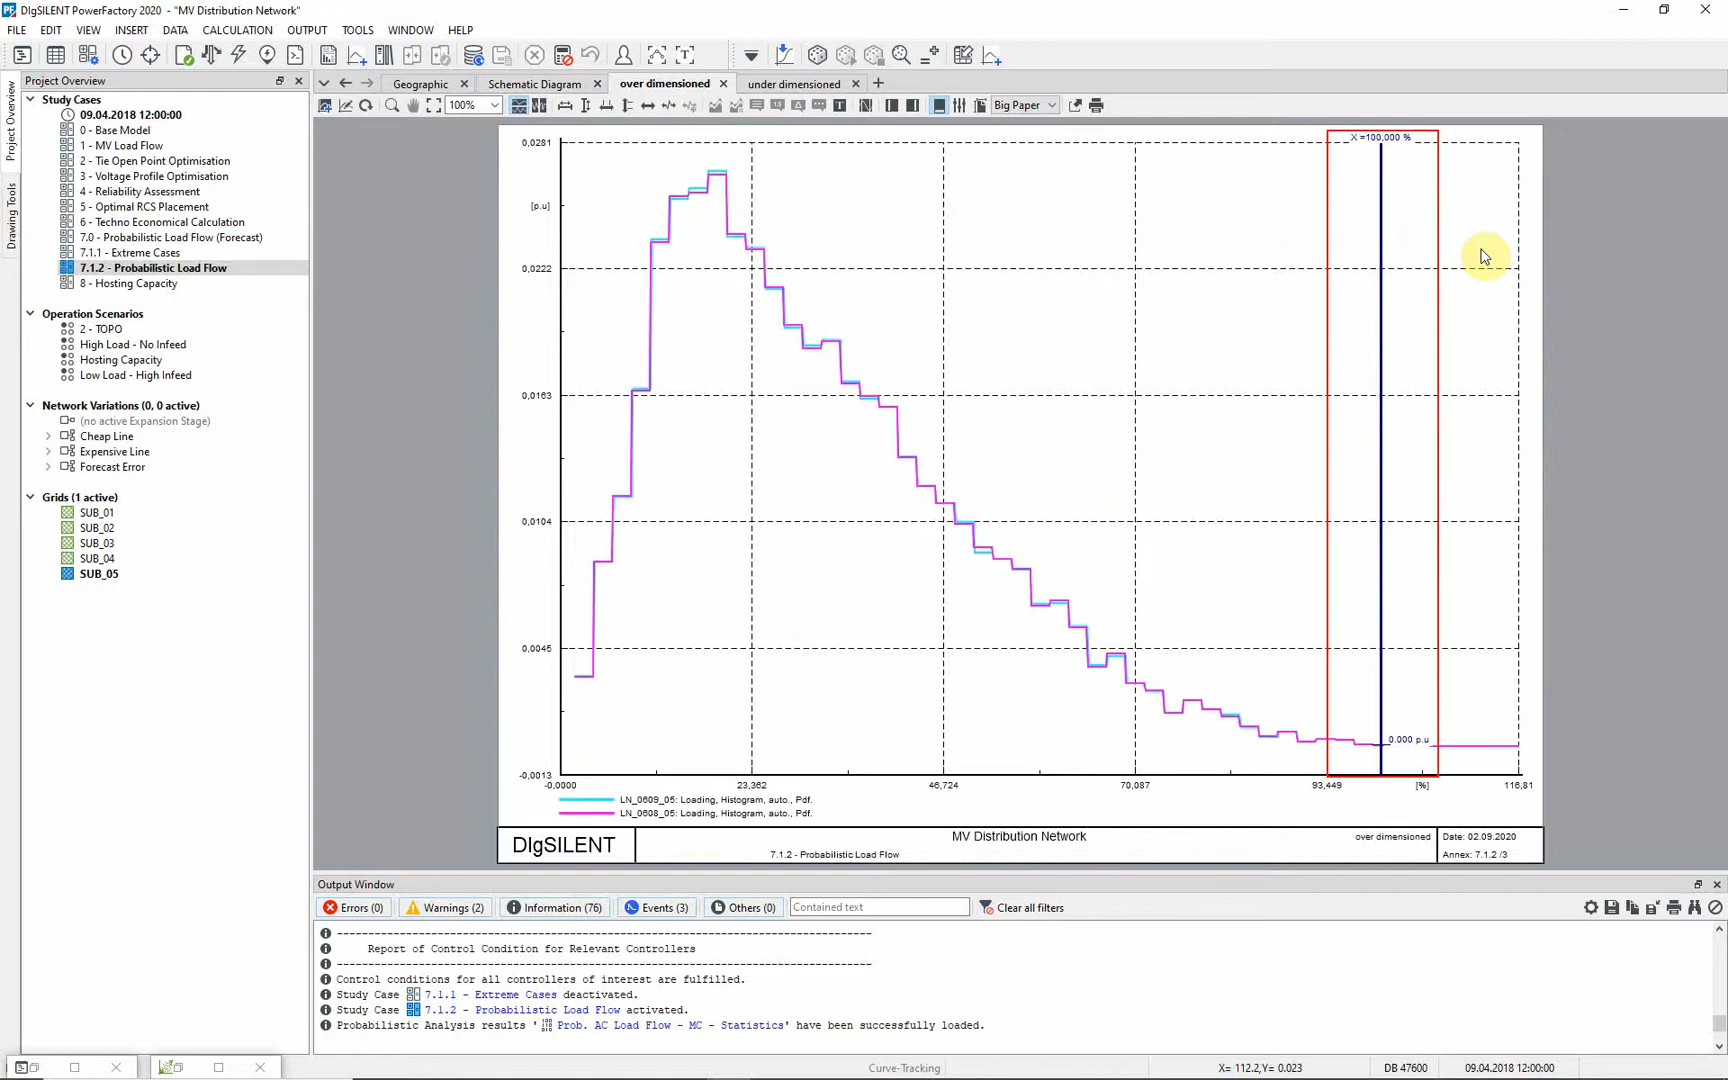 DIgSILENT PowerFactory 2020 - "MV Distribution Network"
FILE EDIT VIEW INSERT DATA CALCULATION OUTPUT TOOLS WINDOW HELP
Project Overview
Geographic
Schematic Diagram
over dimensioned
under dimensioned
100%
Big Paper
Project Overview
Drawing Tools
Study Cases
09.04.2018 12:00:00
0 - Base Model
1 - MV Load Flow
2 - Tie Open Point Optimisation
3 - Voltage Profile Optimisation
4 - Reliability Assessment
5 - Optimal RCS Placement
6 - Techno Economical Calculation
7.0 - Probabilistic Load Flow (Forecast)
7.1.1 - Extreme Cases
7.1.2 - Probabilistic Load Flow
8 - Hosting Capacity
Operation Scenarios
2 - TOPO
High Load - No Infeed
Hosting Capacity
Low Load - High Infeed
Network Variations (0, 0 active)
(no active Expansion Stage)
Cheap Line
Expensive Line
Forecast Error
Grids (1 active)
SUB_01
SUB_02
SUB_03
SUB_04
SUB_05
X =100,000 %
0,0281
[p.u]
0,0222
0,0163
0,0104
0,0045
0.000 p.u
-0,0013
-0,0000 23,362 46,724 70,087 93,449 [%] 116,81
LN_0609_05: Loading, Histogram, auto., Pdf.
LN_0608_05: Loading, Histogram, auto., Pdf.
DIgSILENT
MV Distribution Network
7.1.2 - Probabilistic Load Flow
over dimensioned
Date: 02.09.2020
Annex: 7.1.2 /3
Output Window
Errors (0) Warnings (2) Information (76) Events (3) Others (0) Contained text Clear all filters
--------------------------------------------------------------------------------
Report of Control Condition for Relevant Controllers
--------------------------------------------------------------------------------
Control conditions for all controllers of interest are fulfilled.
Study Case 7.1.1 - Extreme Cases deactivated.
Study Case 7.1.2 - Probabilistic Load Flow activated.
Probabilistic Analysis results ' Prob. AC Load Flow - MC - Statistics' have been successfully loaded.
Curve-Tracking
X= 112.2,Y= 0.023
DB 47600
09.04.2018 12:00:00